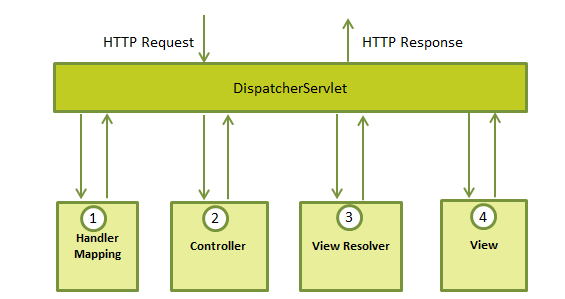 HTTP Request
HTTP Response
DispatcherServlet
1
Handler
Mapping
2
Controller
3
View Resolver
4
View